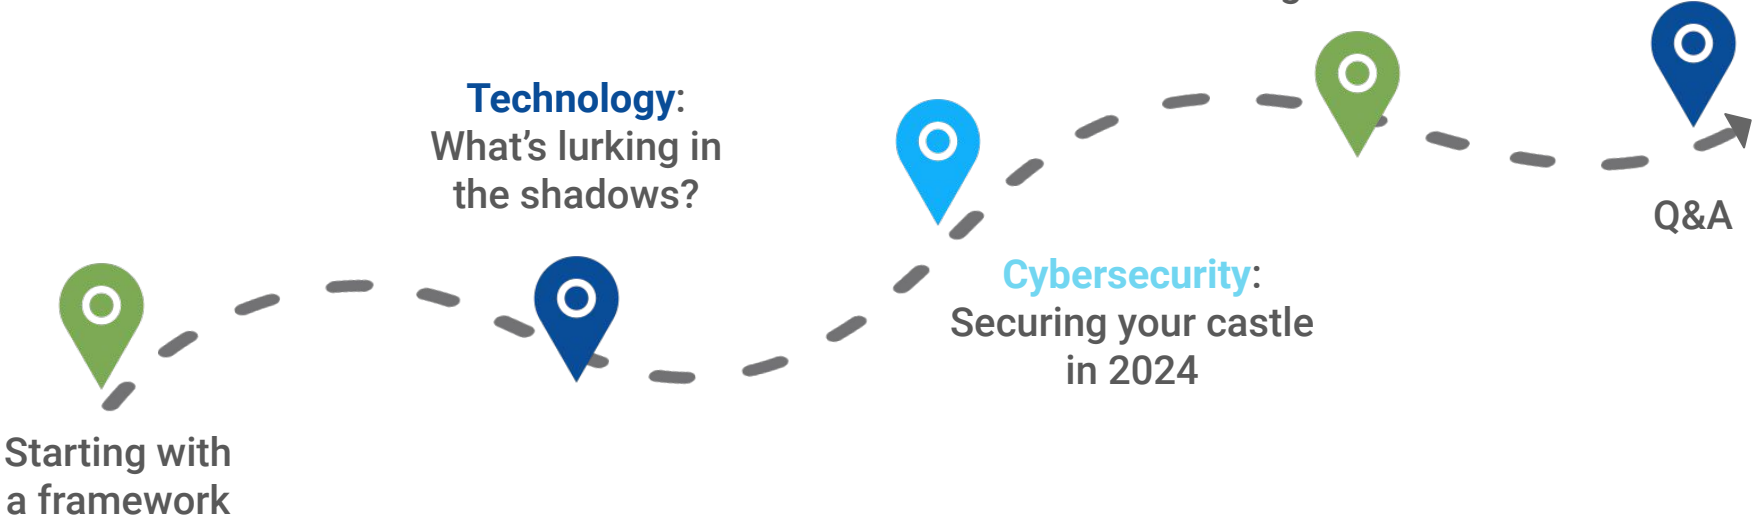 Technology:
What's lurking in
the shadows?
Q&A
Cybersecurity:
Securing your castle
in 2024
Starting with
a framework